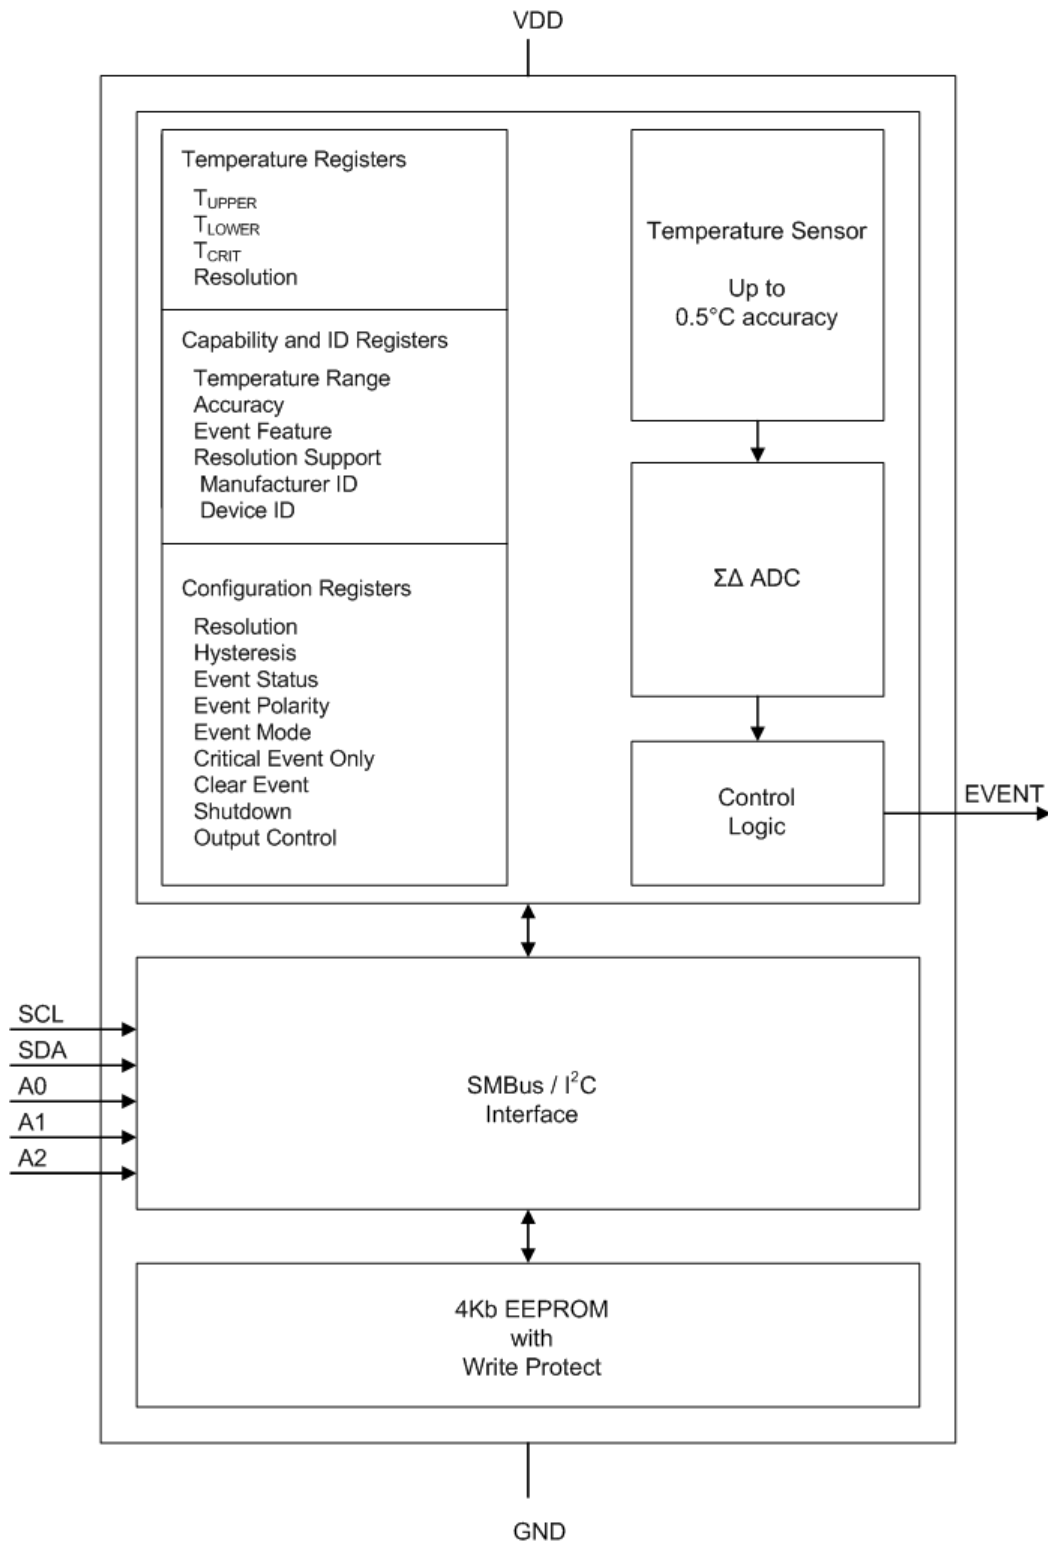 VDD
Temperature Registers
TUPPER
TLOWER
TCRIT
Resolution
Capability and ID Registers
Temperature Range
Accuracy
Event Feature
Resolution Support
Manufacturer ID
Device ID
Configuration Registers
Resolution
Hysteresis
Event Status
Event Polarity
Event Mode
Critical Event Only
Clear Event
Shutdown
Output Control
Temperature Sensor
Up to
0.5°C accuracy
ΣΔ ADC
Control
Logic
EVENT
SCL
SDA
A0
A1
A2
SMBus / I²C
Interface
4Kb EEPROM
with
Write Protect
GND